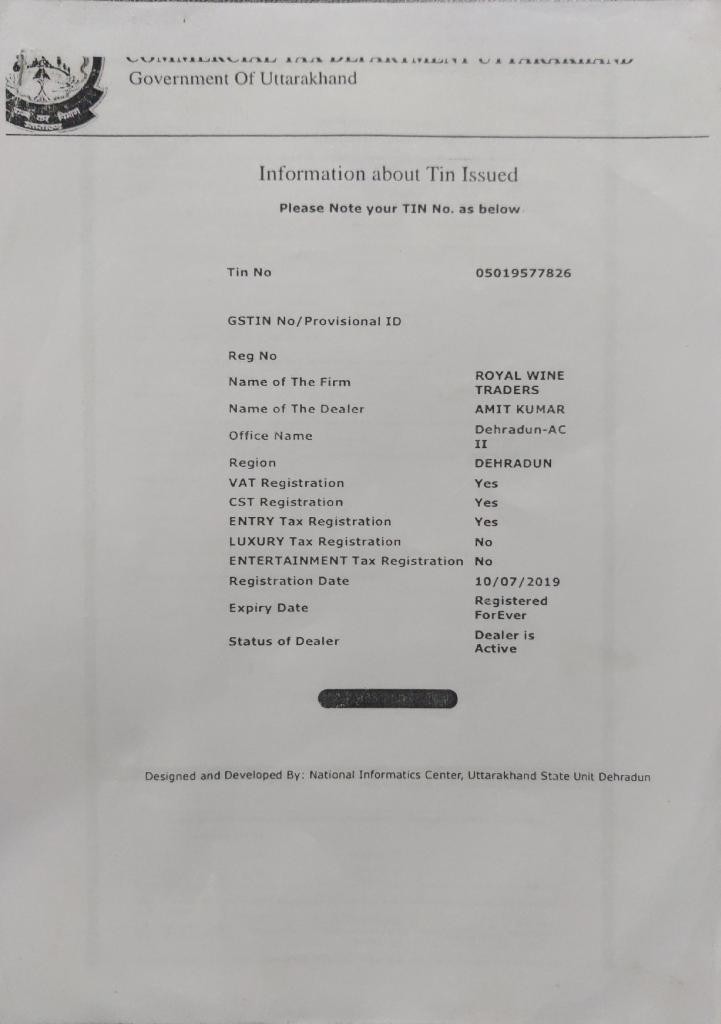 COMMERCIAL TAX DEPARTMENT UTTARAKHAND
Government Of Uttarakhand
Information about Tin Issued
Please Note your TIN No. as below
Tin No 05019577826
GSTIN No/Provisional ID
Reg No
Name of The Firm ROYAL WINE TRADERS
Name of The Dealer AMIT KUMAR
Office Name Dehradun-AC II
Region DEHRADUN
VAT Registration Yes
CST Registration Yes
ENTRY Tax Registration Yes
LUXURY Tax Registration No
ENTERTAINMENT Tax Registration No
Registration Date 10/07/2019
Expiry Date Registered ForEver
Status of Dealer Dealer is Active
Designed and Developed By: National Informatics Center, Uttarakhand State Unit Dehradun